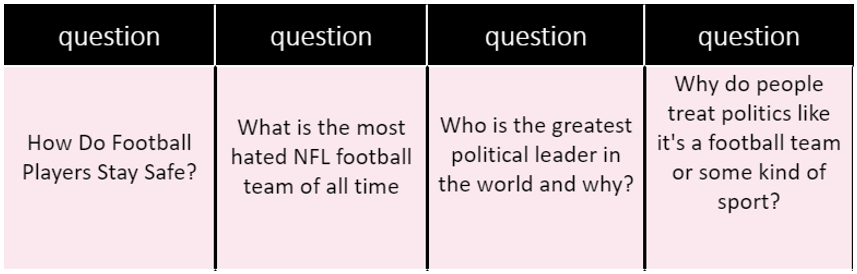 question
question
question
question
How Do Football
Players Stay Safe?
What is the most
hated NFL football
team of all time
Who is the greatest
political leader in
the world and why?
Why do people
treat politics like
it's a football team
or some kind of
sport?